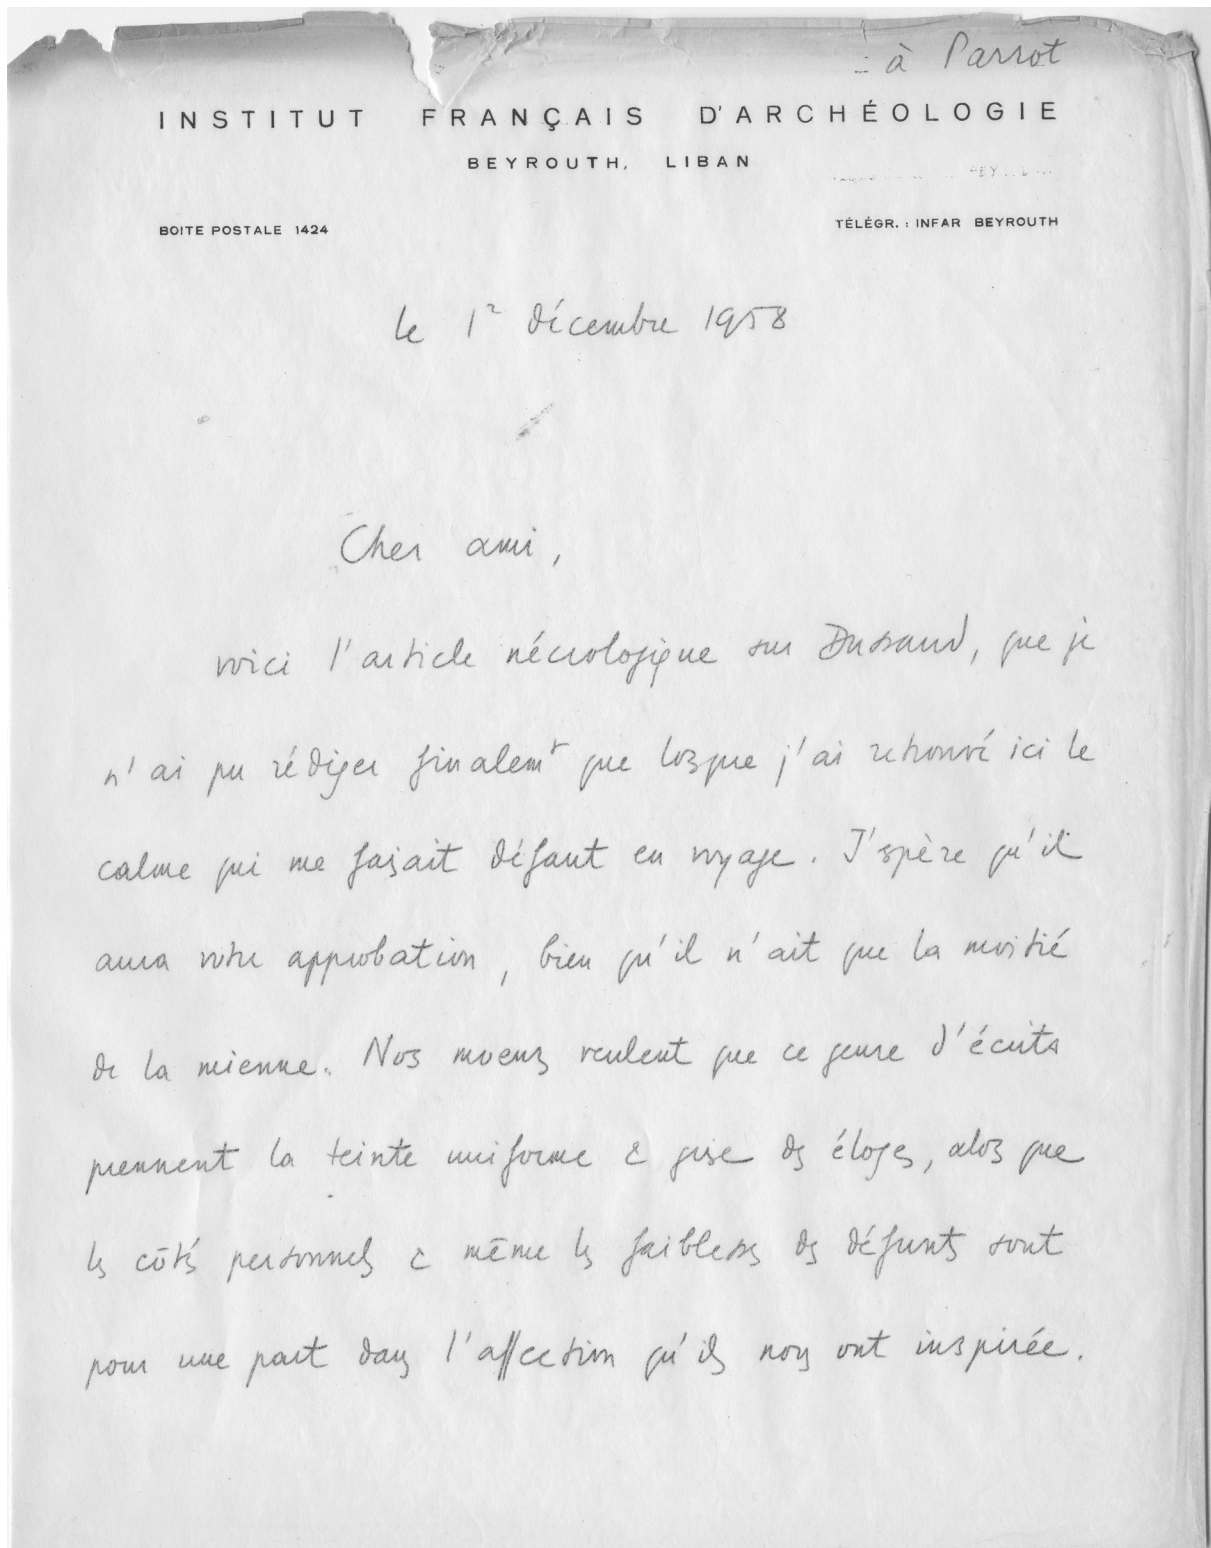 à Parrot
INSTITUT FRANÇAIS D'ARCHÉOLOGIE
BEYROUTH, LIBAN
BOITE POSTALE 1424
TÉLÉGR. : INFAR BEYROUTH
le 1ʳ décembre 1958
Cher ami,
voici l'article nécrologique sur Dussaud, que je
n'ai pu rédiger finalemᵗ que lorsque j'ai retrouvé ici le
calme qui me faisait défaut en voyage. J'espère qu'il
aura votre approbation, bien qu'il n'ait que la moitié
de la mienne. Nos moeurs veulent que ce genre d'écrits
prennent la teinte uniforme & grise des éloges, alors que
les côtés personnels & même les faiblesses des défunts sont
pour une part dans l'affection qu'ils nous ont inspirée.